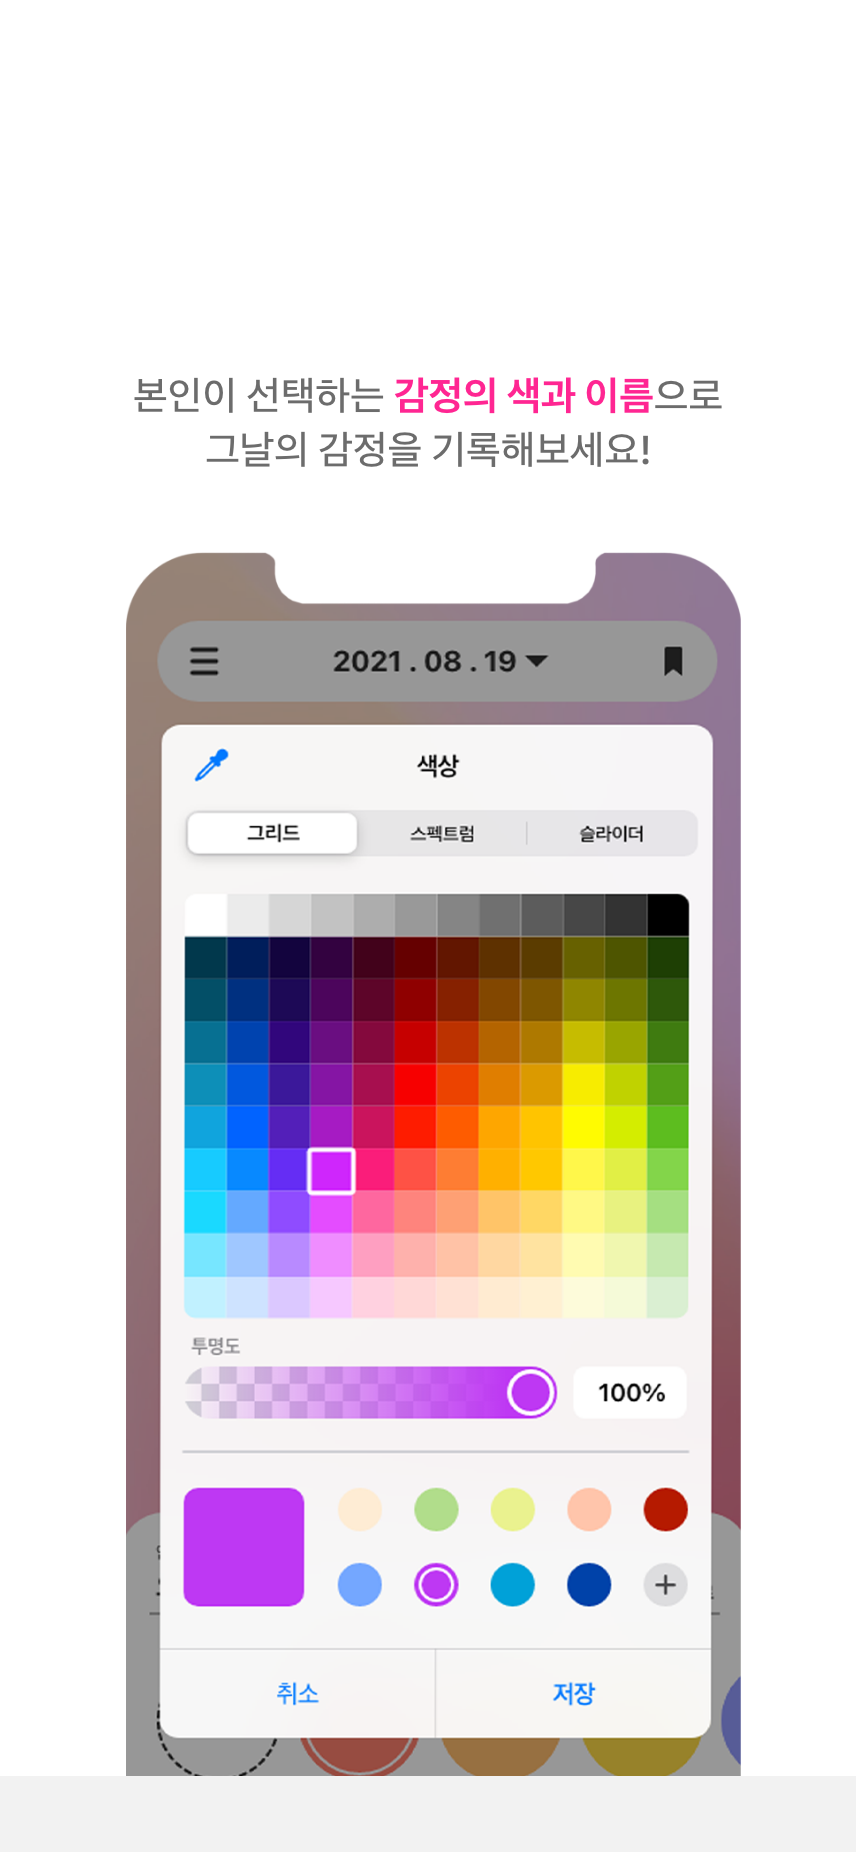 본인이 선택하는 감정의 색과 이름으로
그날의 감정을 기록해보세요!
2021 . 08 . 19
색상
그리드 스펙트럼 슬라이더
투명도
100%
취소 저장